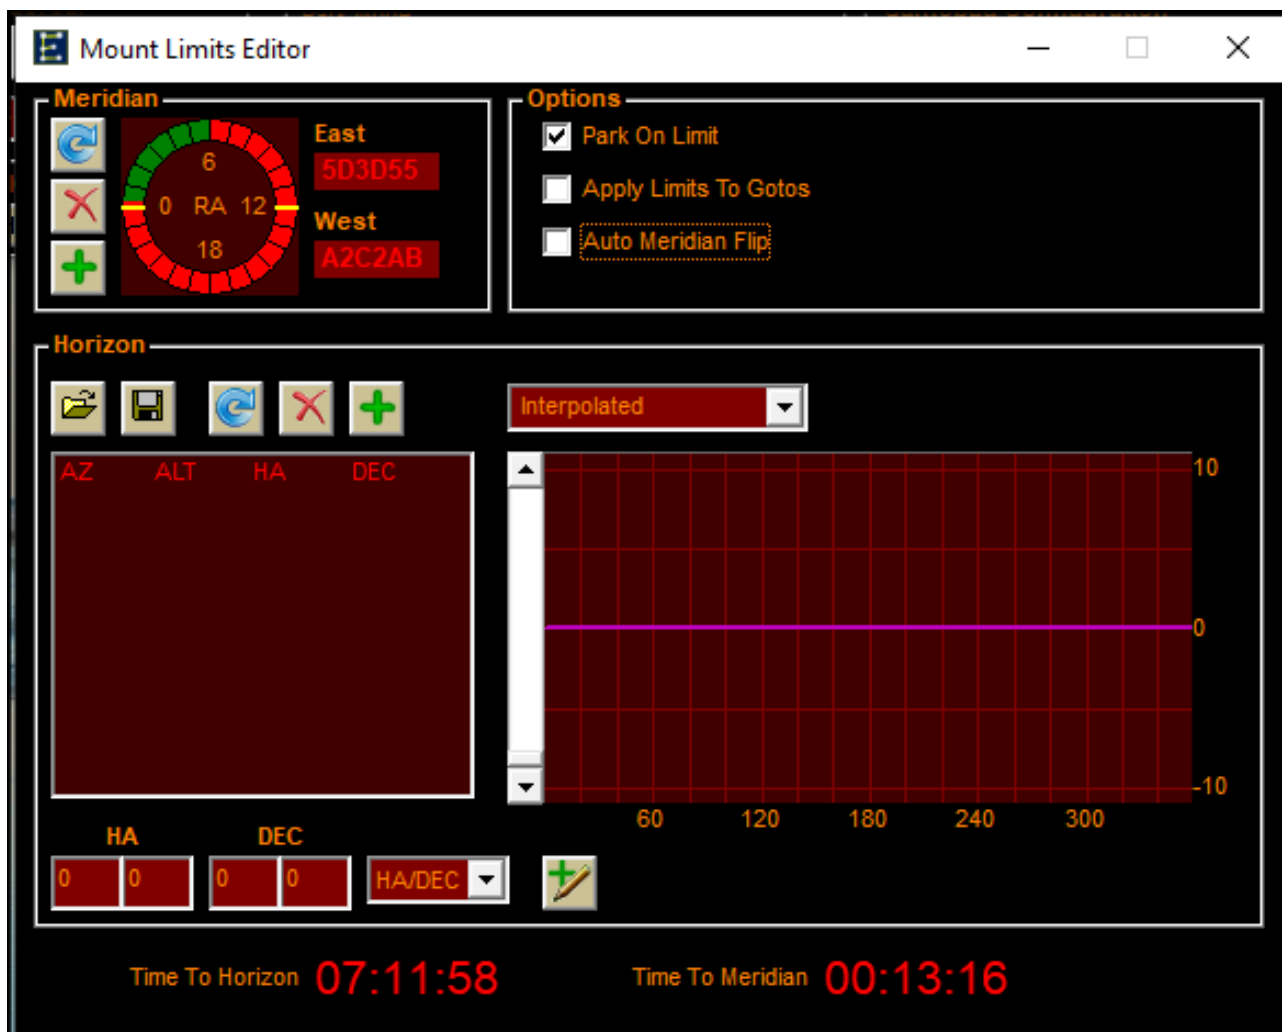 Mount Limits Editor
Meridian
East
5D3D55
West
A2C2AB
6
0 RA 12
18
Options
Park On Limit
Apply Limits To Gotos
Auto Meridian Flip
Horizon
Interpolated
AZ ALT HA DEC
10
0
-10
60 120 180 240 300
HA DEC
0 0 0 0 HA/DEC
Time To Horizon 07:11:58 Time To Meridian 00:13:16